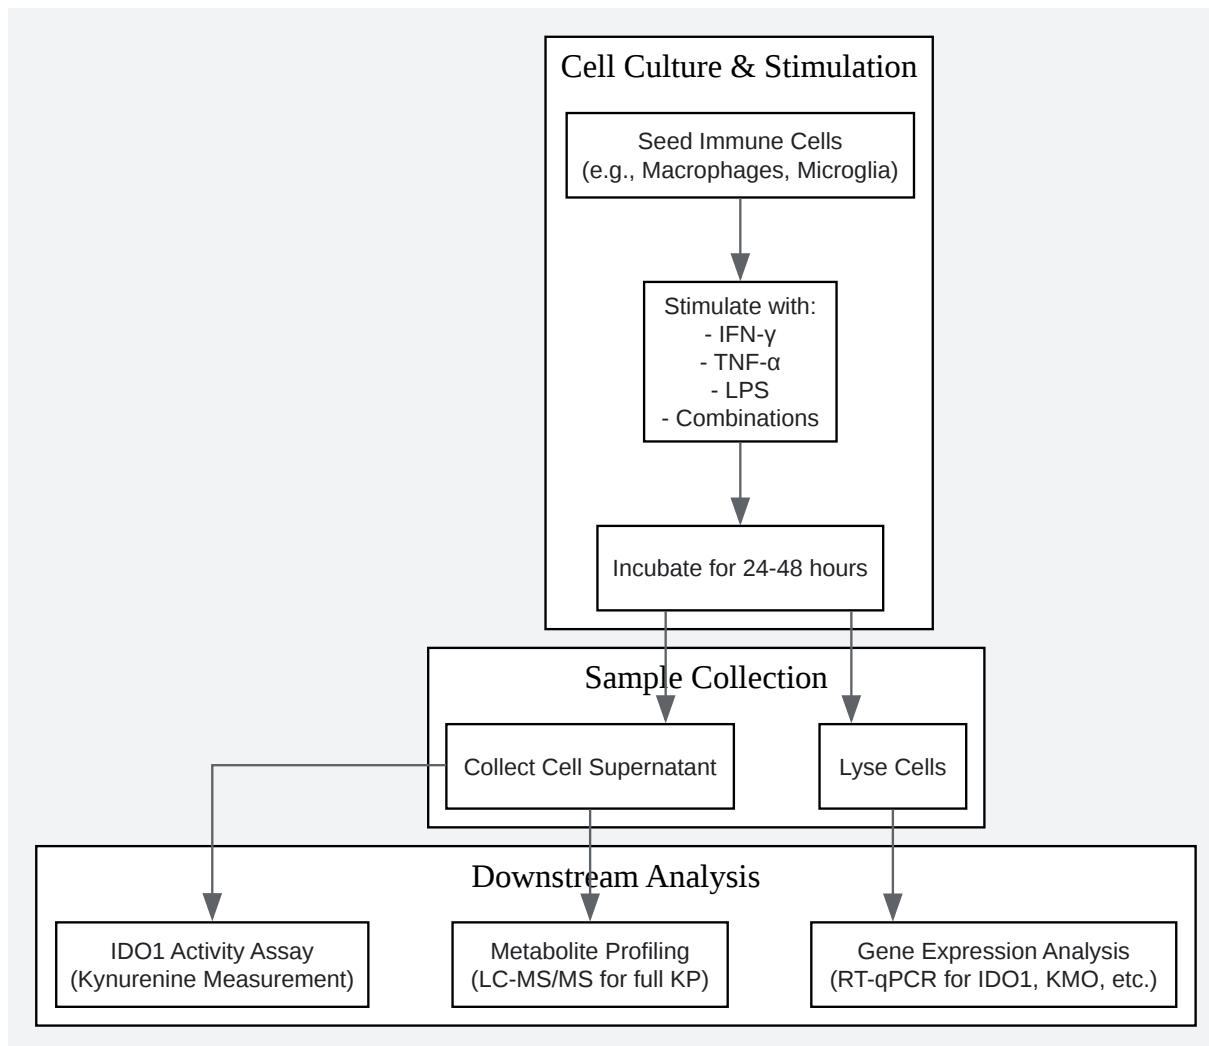 Cell Culture & Stimulation
Seed Immune Cells
(e.g., Macrophages, Microglia)
Stimulate with:
- IFN-γ
- TNF-α
- LPS
- Combinations
Incubate for 24-48 hours
Sample Collection
Collect Cell Supernatant
Lyse Cells
Downstream Analysis
IDO1 Activity Assay
(Kynurenine Measurement)
Metabolite Profiling
(LC-MS/MS for full KP)
Gene Expression Analysis
(RT-qPCR for IDO1, KMO, etc.)